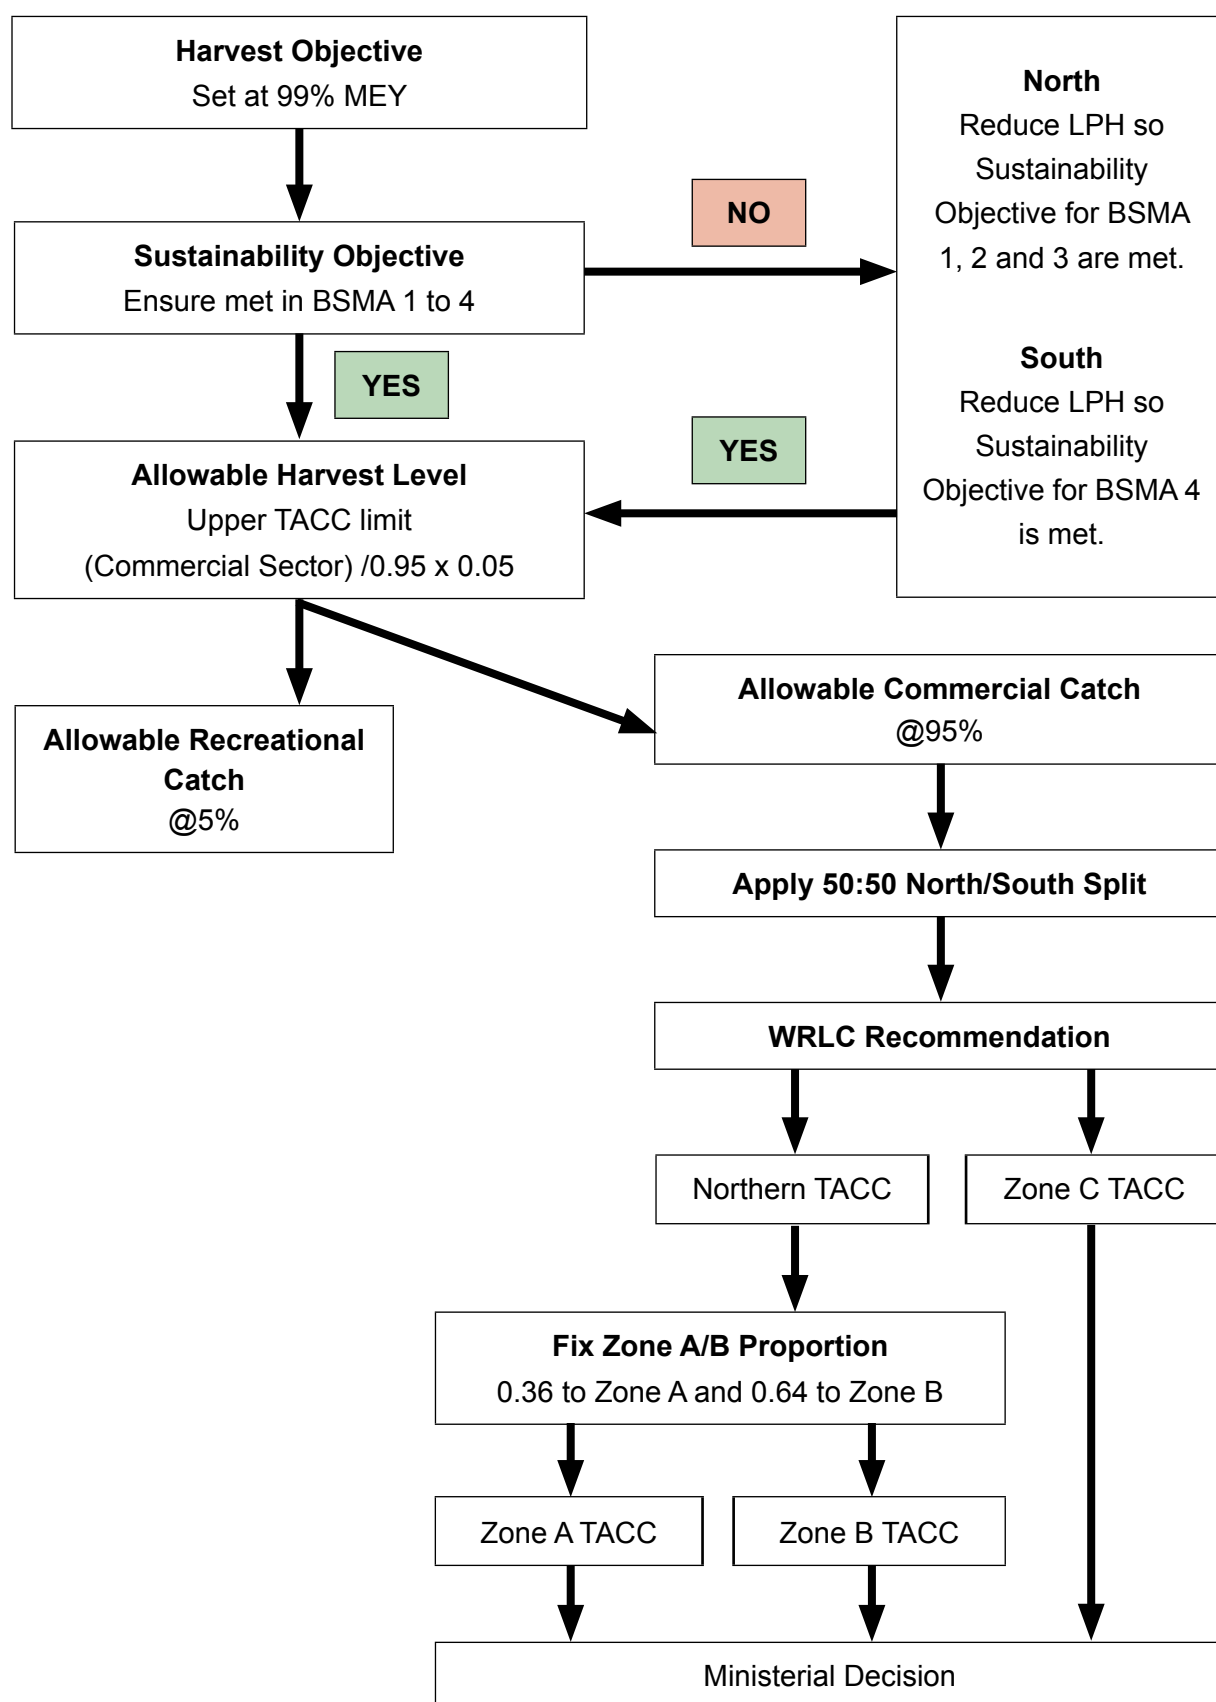 Harvest Objective
Set at 99% MEY
North
Reduce LPH so
Sustainability
Objective for BSMA
1, 2 and 3 are met.
South
Reduce LPH so
Sustainability
Objective for BSMA 4
is met.
NO
Sustainability Objective
Ensure met in BSMA 1 to 4
YES
YES
Allowable Harvest Level
Upper TACC limit
(Commercial Sector) /0.95 x 0.05
Allowable Recreational
Catch
@5%
Allowable Commercial Catch
@95%
Apply 50:50 North/South Split
WRLC Recommendation
Northern TACC
Zone C TACC
Fix Zone A/B Proportion
0.36 to Zone A and 0.64 to Zone B
Zone A TACC
Zone B TACC
Ministerial Decision